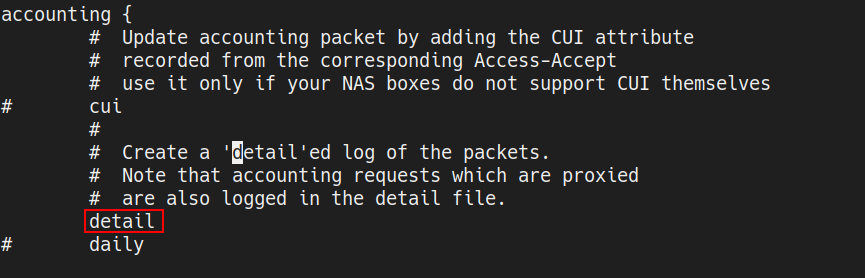 accounting {
        #  Update accounting packet by adding the CUI attribute
        #  recorded from the corresponding Access-Accept
        #  use it only if your NAS boxes do not support CUI themselves
#       cui
        #
        #  Create a 'detail'ed log of the packets.
        #  Note that accounting requests which are proxied
        #  are also logged in the detail file.
        detail
#       daily